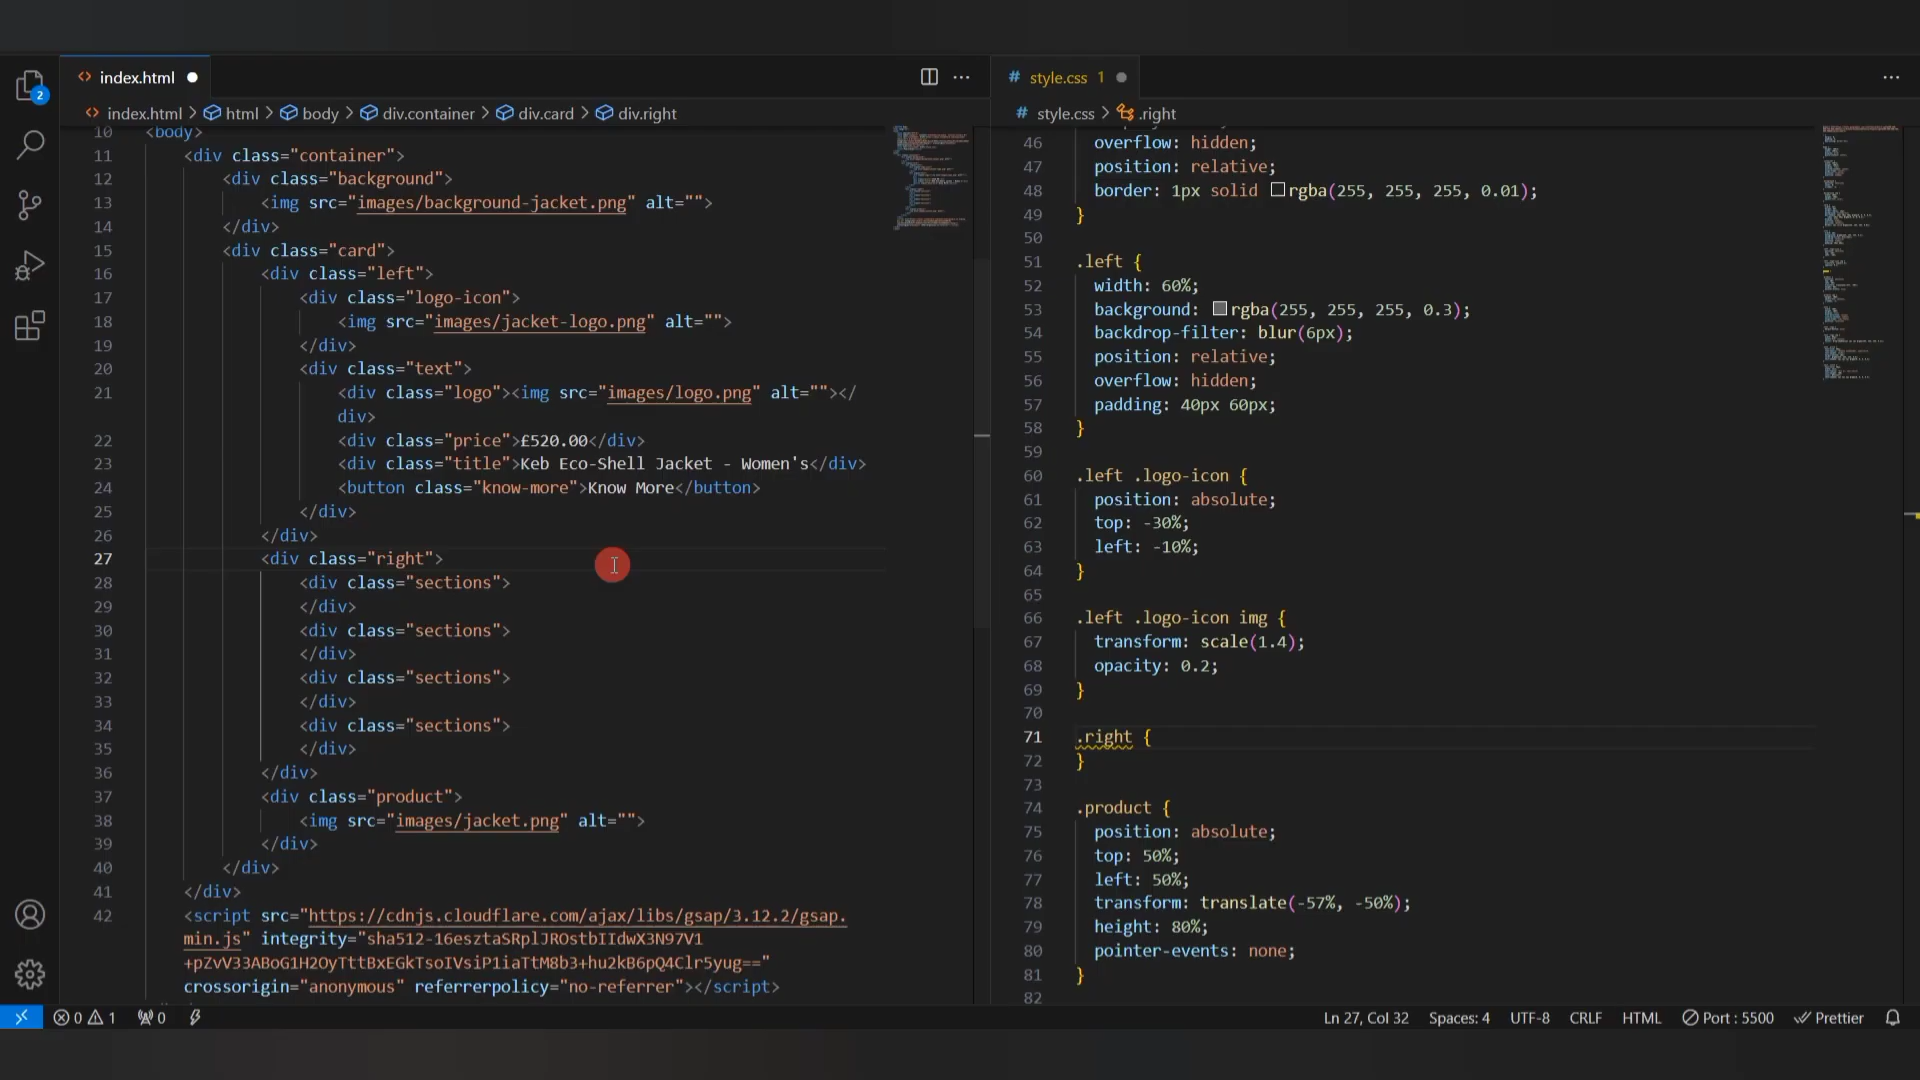 index.html
index.html > html > body > div.container > div.card > div.right
10 <body>
11 <div class="container">
12 <div class="background">
13 <img src="images/background-jacket.png" alt="">
14 </div>
15 <div class="card">
16 <div class="left">
17 <div class="logo-icon">
18 <img src="images/jacket-logo.png" alt="">
19 </div>
20 <div class="text">
21 <div class="logo"><img src="images/logo.png" alt=""></
div>
22 <div class="price">£520.00</div>
23 <div class="title">Keb Eco-Shell Jacket - Women's</div>
24 <button class="know-more">Know More</button>
25 </div>
26 </div>
27 <div class="right">
28 <div class="sections">
29 </div>
30 <div class="sections">
31 </div>
32 <div class="sections">
33 </div>
34 <div class="sections">
35 </div>
36 </div>
37 <div class="product">
38 <img src="images/jacket.png" alt="">
39 </div>
40 </div>
41 </div>
42 <script src="https://cdnjs.cloudflare.com/ajax/libs/gsap/3.12.2/gsap.
min.js" integrity="sha512-16esztaSRplJROstbIIdwX3N97V1
+pZvV33ABoG1H2OyTttBxEGkTsoIVsiP1iaTtM8b3+hu2kB6pQ4Clr5yug=="
crossorigin="anonymous" referrerpolicy="no-referrer"></script>
style.css 1
style.css > .right
46 overflow: hidden;
47 position: relative;
48 border: 1px solid rgba(255, 255, 255, 0.01);
49 }
50
51 .left {
52 width: 60%;
53 background: rgba(255, 255, 255, 0.3);
54 backdrop-filter: blur(6px);
55 position: relative;
56 overflow: hidden;
57 padding: 40px 60px;
58 }
59
60 .left .logo-icon {
61 position: absolute;
62 top: -30%;
63 left: -10%;
64 }
65
66 .left .logo-icon img {
67 transform: scale(1.4);
68 opacity: 0.2;
69 }
70
71 .right {
72 }
73
74 .product {
75 position: absolute;
76 top: 50%;
77 left: 50%;
78 transform: translate(-57%, -50%);
79 height: 80%;
80 pointer-events: none;
81 }
82
2
0 1 0
Ln 27, Col 32 Spaces: 4 UTF-8 CRLF HTML Port : 5500 Prettier